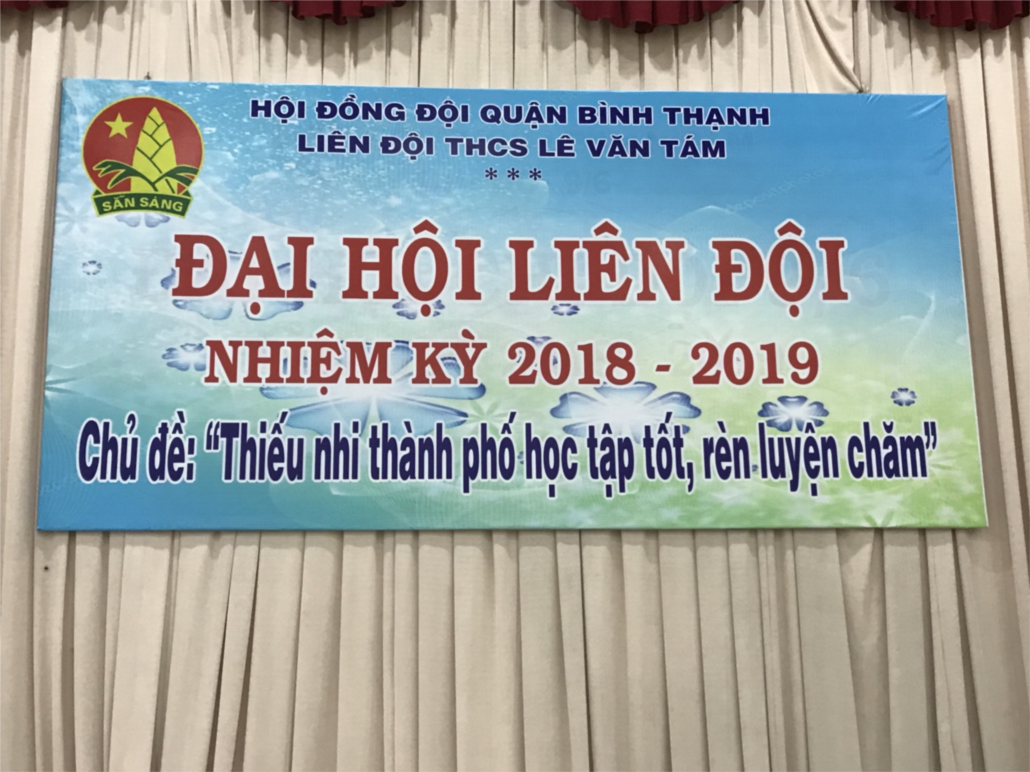 HỘI ĐỒNG ĐỘI QUẬN BÌNH THẠNH
LIÊN ĐỘI THCS LÊ VĂN TÁM
***
SẴN SÀNG
ĐẠI HỘI LIÊN ĐỘI
NHIỆM KỲ 2018 - 2019
Chủ đề: “Thiếu nhi thành phố học tập tốt, rèn luyện chăm”